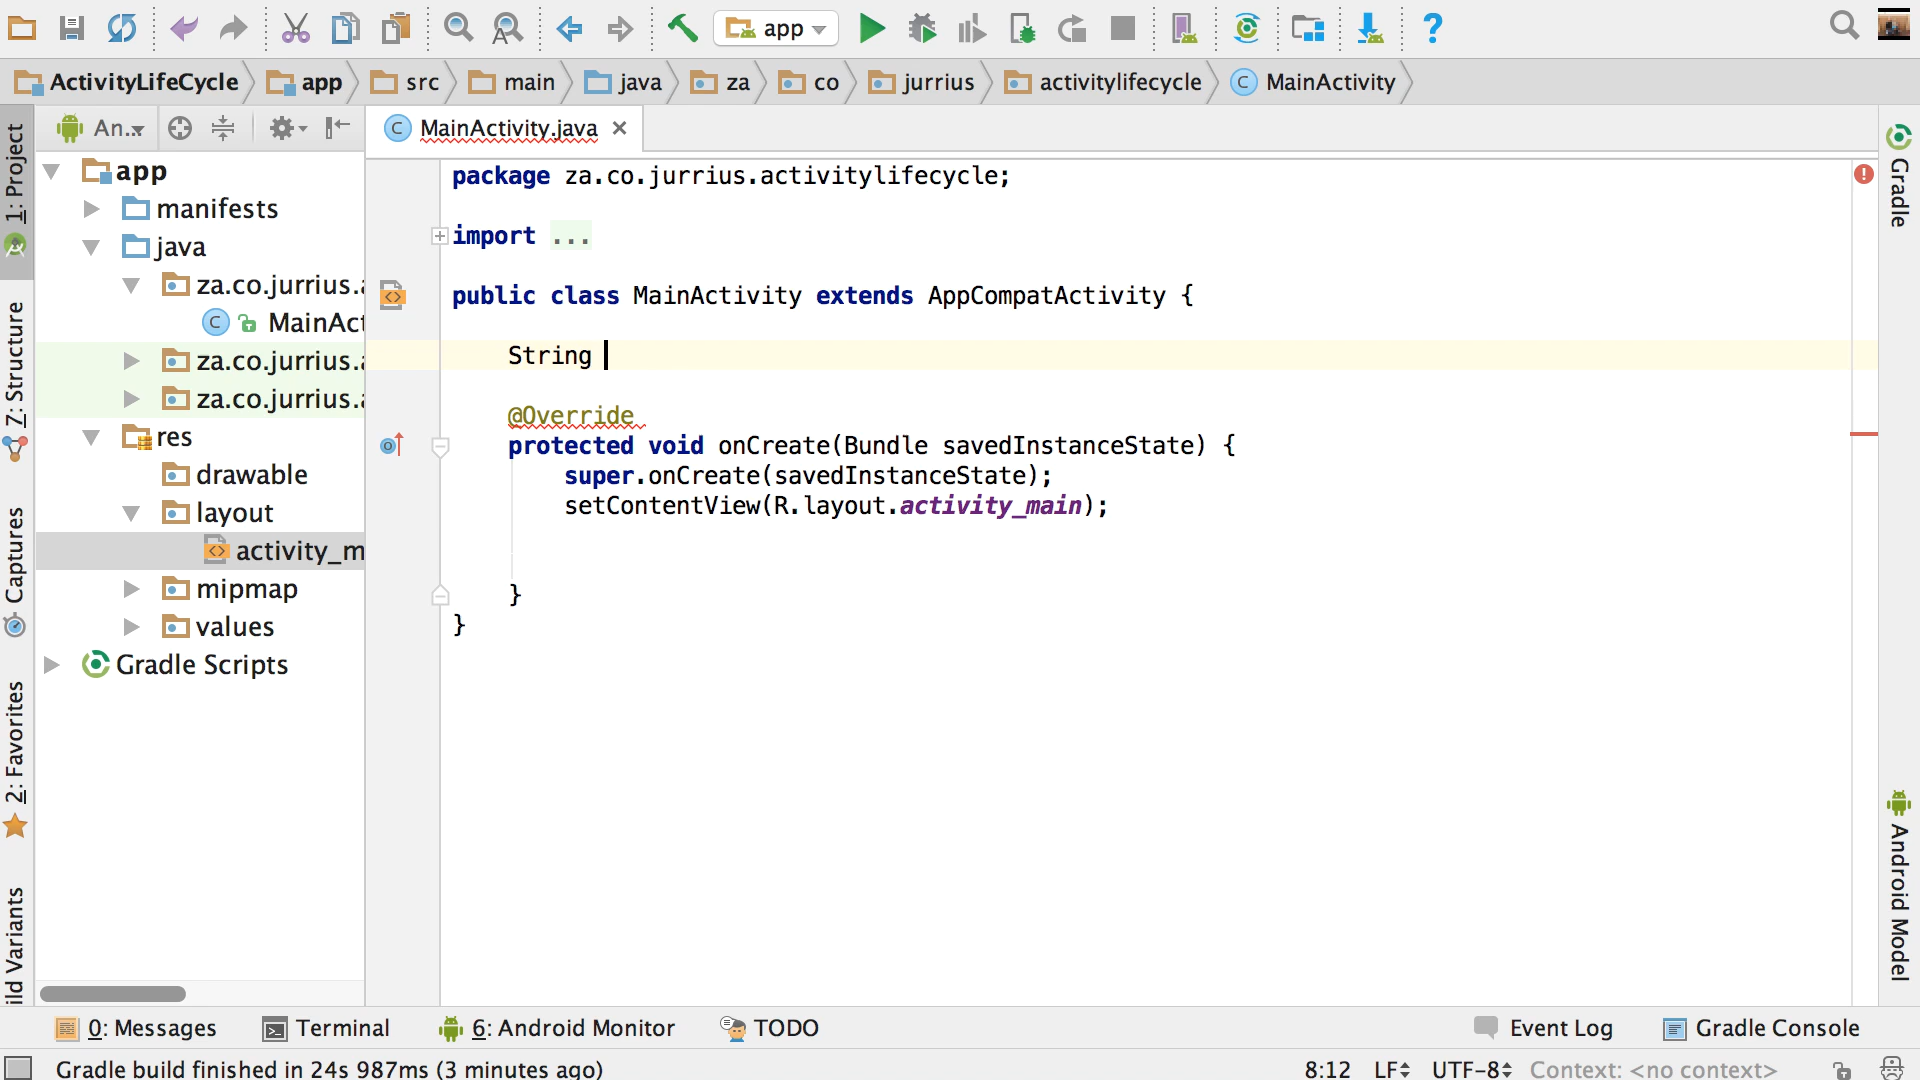 app
ActivityLifeCycle app src main java za co jurrius activitylifecycle MainActivity
An..
MainActivity.java
1: Project
Z: Structure
Captures
2: Favorites
ild Variants
app
manifests
java
za.co.jurrius.a
MainAct
za.co.jurrius.a
za.co.jurrius.a
res
drawable
layout
activity_m
mipmap
values
Gradle Scripts
package za.co.jurrius.activitylifecycle;
import ...
public class MainActivity extends AppCompatActivity {
String
@Override
protected void onCreate(Bundle savedInstanceState) {
super.onCreate(savedInstanceState);
setContentView(R.layout.activity_main);
}
}
Gradle
Android Model
0: Messages Terminal 6: Android Monitor TODO Event Log Gradle Console
Gradle build finished in 24s 987ms (3 minutes ago) 8:12 LF UTF-8 Context: <no context>